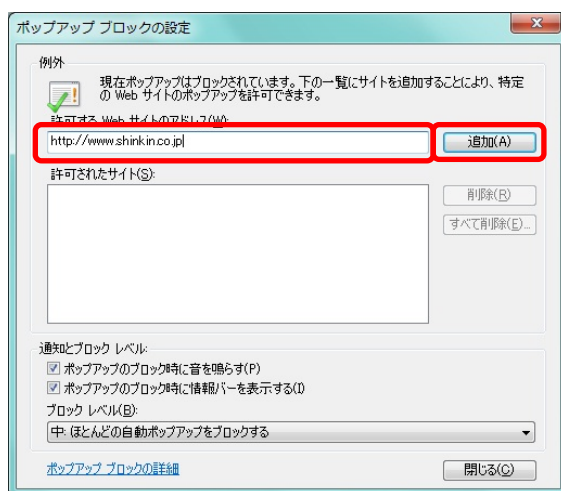 ポップアップ ブロックの設定
例外
現在ポップアップはブロックされています。下の一覧にサイトを追加することにより、特定
の Web サイトのポップアップを許可できます。
許可する Web サイトのアドレス(W):
http://www.shinkin.co.jp
追加(A)
許可されたサイト(S):
削除(R)
すべて削除(E)...
通知とブロック レベル:
ポップアップのブロック時に音を鳴らす(P)
ポップアップのブロック時に情報バーを表示する(I)
ブロック レベル(B):
中: ほとんどの自動ポップアップをブロックする
ポップアップ ブロックの詳細
閉じる(C)